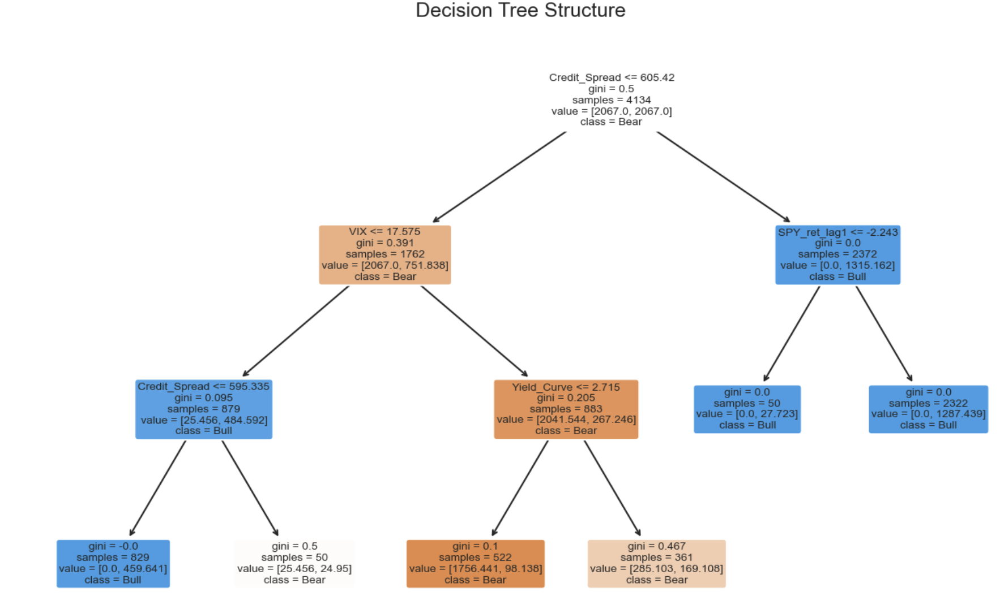 Decision Tree Structure
Credit_Spread <= 605.42
gini = 0.5
samples = 4134
value = [2067.0, 2067.0]
class = Bear
VIX <= 17.575
gini = 0.391
samples = 1762
value = [2067.0, 751.838]
class = Bear
SPY_ret_lag1 <= -2.243
gini = 0.0
samples = 2372
value = [0.0, 1315.162]
class = Bull
Credit_Spread <= 595.335
gini = 0.095
samples = 879
value = [25.456, 484.592]
class = Bull
Yield_Curve <= 2.715
gini = 0.205
samples = 883
value = [2041.544, 267.246]
class = Bear
gini = 0.0
samples = 50
value = [0.0, 27.723]
class = Bull
gini = 0.0
samples = 2322
value = [0.0, 1287.439]
class = Bull
gini = -0.0
samples = 829
value = [0.0, 459.641]
class = Bull
gini = 0.5
samples = 50
value = [25.456, 24.95]
class = Bear
gini = 0.1
samples = 522
value = [1756.441, 98.138]
class = Bear
gini = 0.467
samples = 361
value = [285.103, 169.108]
class = Bear